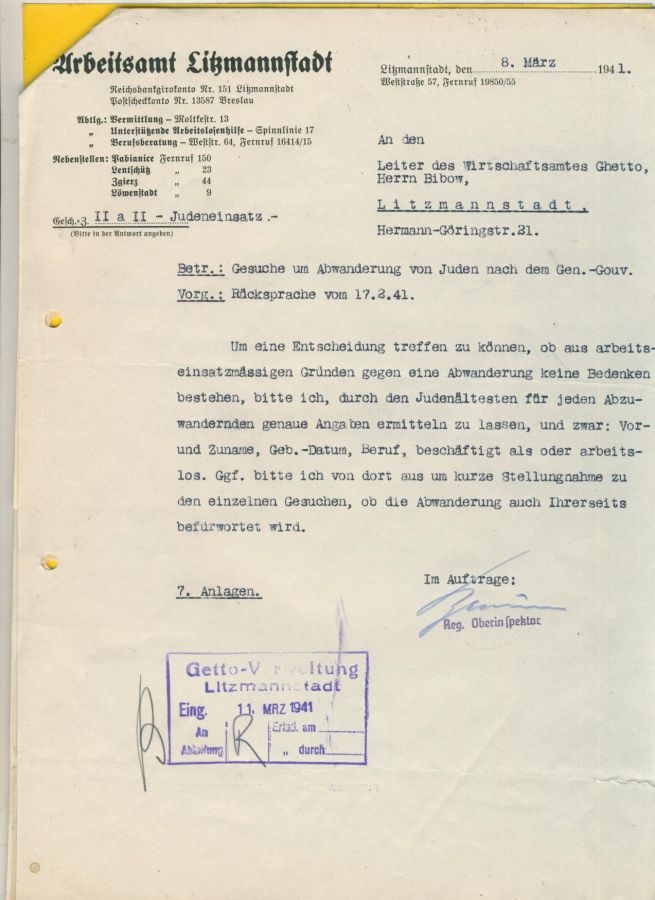 Arbeitsamt Litzmannstadt
Reichsbankgirokonto Nr. 151 Litzmannstadt
Postscheckkonto Nr. 13587 Breslau
Abtlg.: Vermittlung – Moltkestr. 13
„ Unterstützende Arbeitslosenhilfe – Spinnlinie 17
„ Berufsberatung – Weststr. 64, Fernruf 16414/15
Nebenstellen: Pabianice Fernruf 150
Lentschütz „ 23
Zgierz „ 44
Löwenstadt „ 9
Gesch.-Z. II a II - Judeneinsatz.-
(Bitte in der Antwort angeben)
Litzmannstadt, den 8. März 1941.
Weststraße 57, Fernruf 19850/55
An den
Leiter des Wirtschaftsamtes Ghetto,
Herrn Bibow,
Litzmannstadt,
Hermann-Göringstr.21.
Betr.: Gesuche um Abwanderung von Juden nach dem Gen.-Gouv.
Vorg.: Räcksprache vom 17.2.41.
Um eine Entscheidung treffen zu können, ob aus arbeits-
einsatzmässigen Gründen gegen eine Abwanderung keine Bedenken
bestehen, bitte ich, durch den Judenältesten für jeden Abzu-
wandernden genaue Angaben ermitteln zu lassen, und zwar: Vor-
und Zuname, Geb.-Datum, Beruf, beschäftigt als oder arbeits-
los. Ggf. bitte ich von dort aus um kurze Stellungnahme zu
den einzelnen Gesuchen, ob die Abwanderung auch Ihrerseits
befürwortet wird.
7. Anlagen.
Im Auftrage:
Reg. Oberinspektor
Getto-Verwaltung
Litzmannstadt
Eing. 11. MRZ 1941
An Abteilung R
Erled. am
„ durch